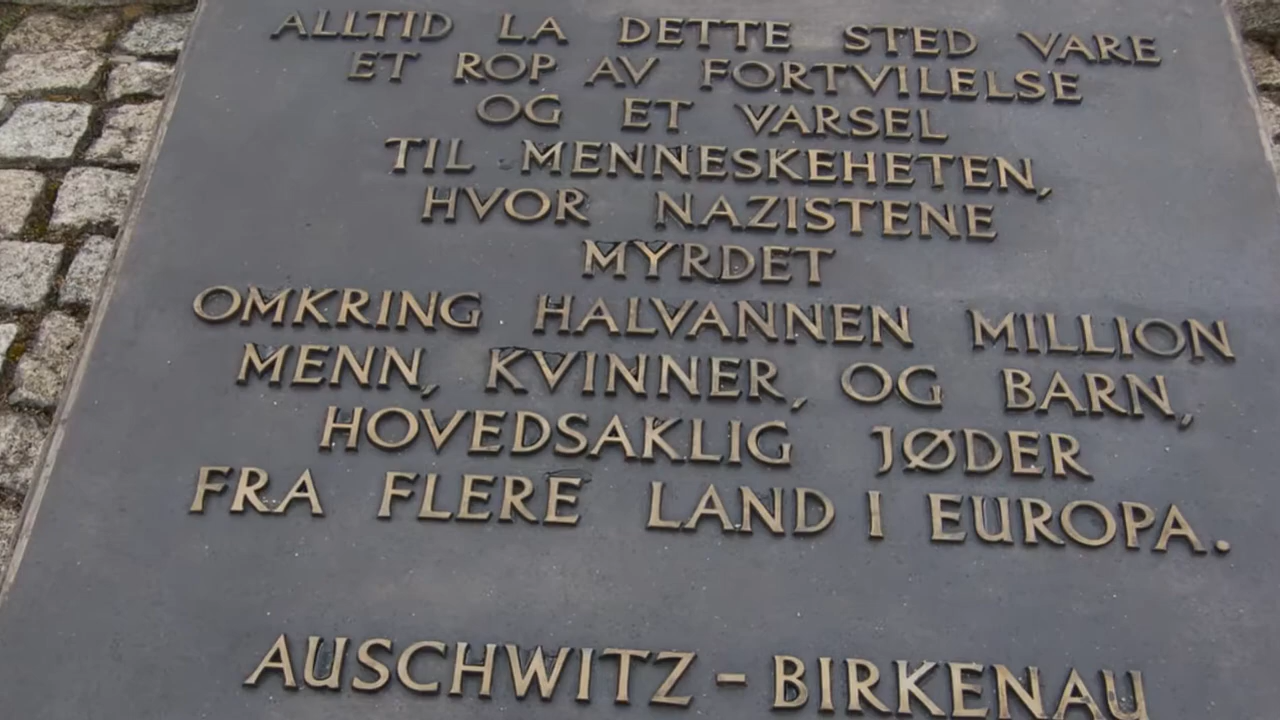 ALLTID LA DETTE STED VARE
ET ROP AV FORTVILELSE
OG ET VARSEL
TIL MENNESKEHETEN,
HVOR NAZISTENE
MYRDET
OMKRING HALVANNEN MILLION
MENN, KVINNER, OG BARN,
HOVEDSAKLIG JØDER
FRA FLERE LAND I EUROPA.
AUSCHWITZ - BIRKENAU